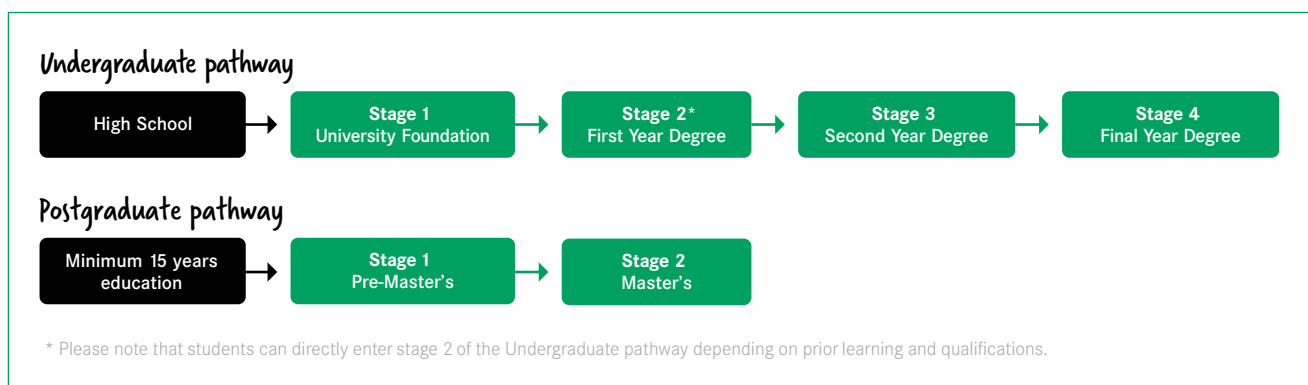 Undergraduate pathway
High School
Stage 1
University Foundation
Stage 2*
First Year Degree
Stage 3
Second Year Degree
Stage 4
Final Year Degree
Postgraduate pathway
Minimum 15 years
education
Stage 1
Pre-Master's
Stage 2
Master's
* Please note that students can directly enter stage 2 of the Undergraduate pathway depending on prior learning and qualifications.